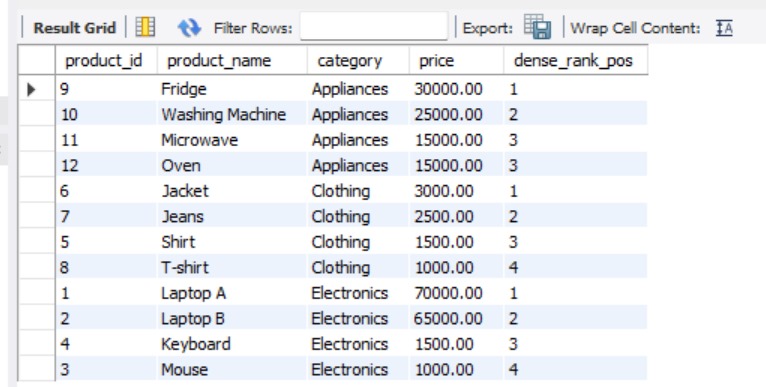 Result Grid Filter Rows: Export: Wrap Cell Content: IA
product_id product_name category price dense_rank_pos
9 Fridge Appliances 30000.00 1
10 Washing Machine Appliances 25000.00 2
11 Microwave Appliances 15000.00 3
12 Oven Appliances 15000.00 3
6 Jacket Clothing 3000.00 1
7 Jeans Clothing 2500.00 2
5 Shirt Clothing 1500.00 3
8 T-shirt Clothing 1000.00 4
1 Laptop A Electronics 70000.00 1
2 Laptop B Electronics 65000.00 2
4 Keyboard Electronics 1500.00 3
3 Mouse Electronics 1000.00 4